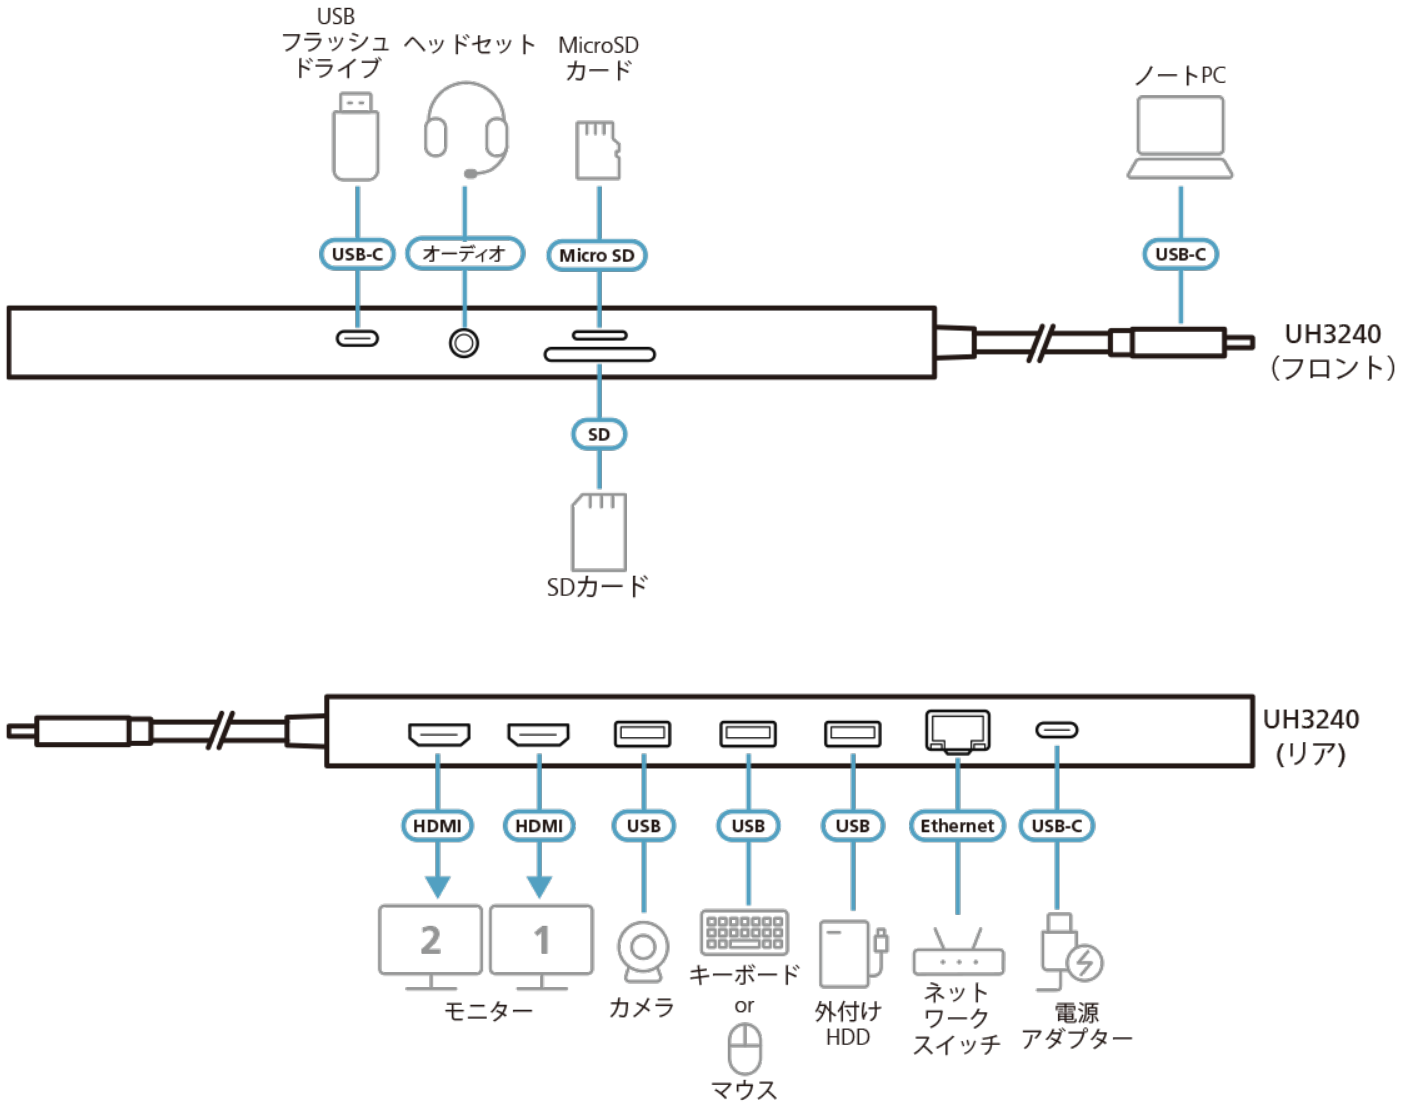 USB
フラッシュ
ドライブ
ヘッドセット
MicroSD
カード
ノートPC
USB-C
オーディオ
Micro SD
USB-C
UH3240
（フロント）
SD
SDカード
UH3240
(リア)
HDMI
HDMI
USB
USB
USB
Ethernet
USB-C
2
1
モニター
カメラ
キーボード
or
マウス
外付け
HDD
ネット
ワーク
スイッチ
電源
アダプター